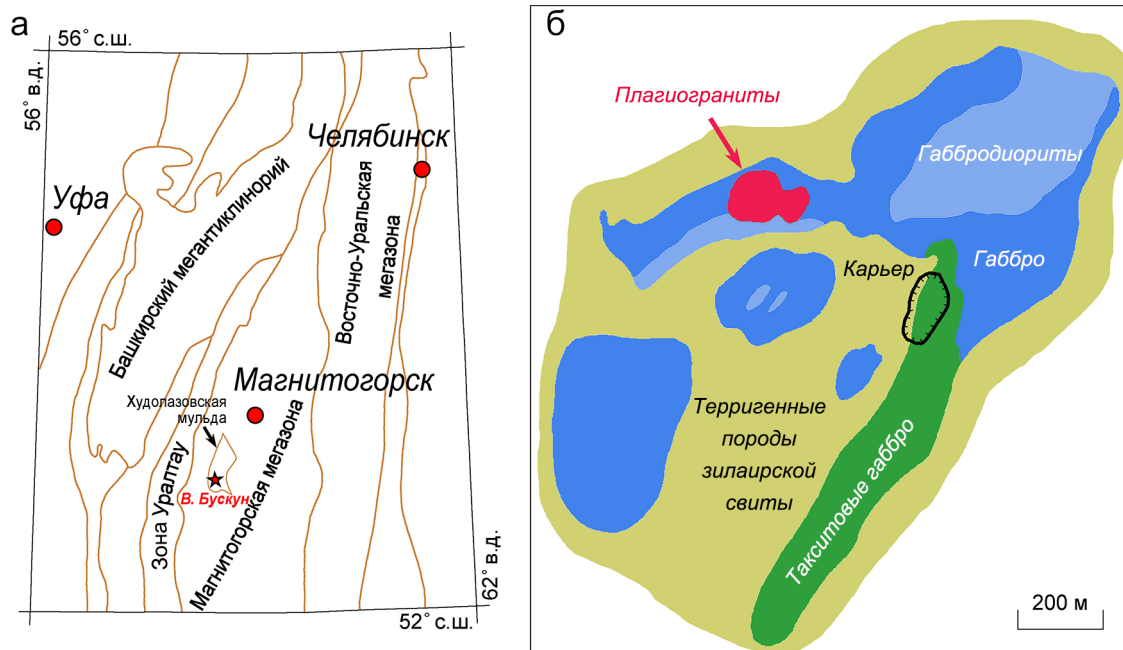 а
56° с.ш.
56° в.д.
Челябинск
Уфа
Башкирский мегантиклинорий
Восточно-Уральская
мегазона
Магнитогорск
Худолазовская
мульда
В. Бускун
Зона Уралтау
Магнитогорская мегазона
62° в.д.
52° с.ш.
б
Плагиограниты
Габбродиориты
Габбро
Карьер
Терригенные
породы
зилаирской
свиты
Такситовые габбро
200 м